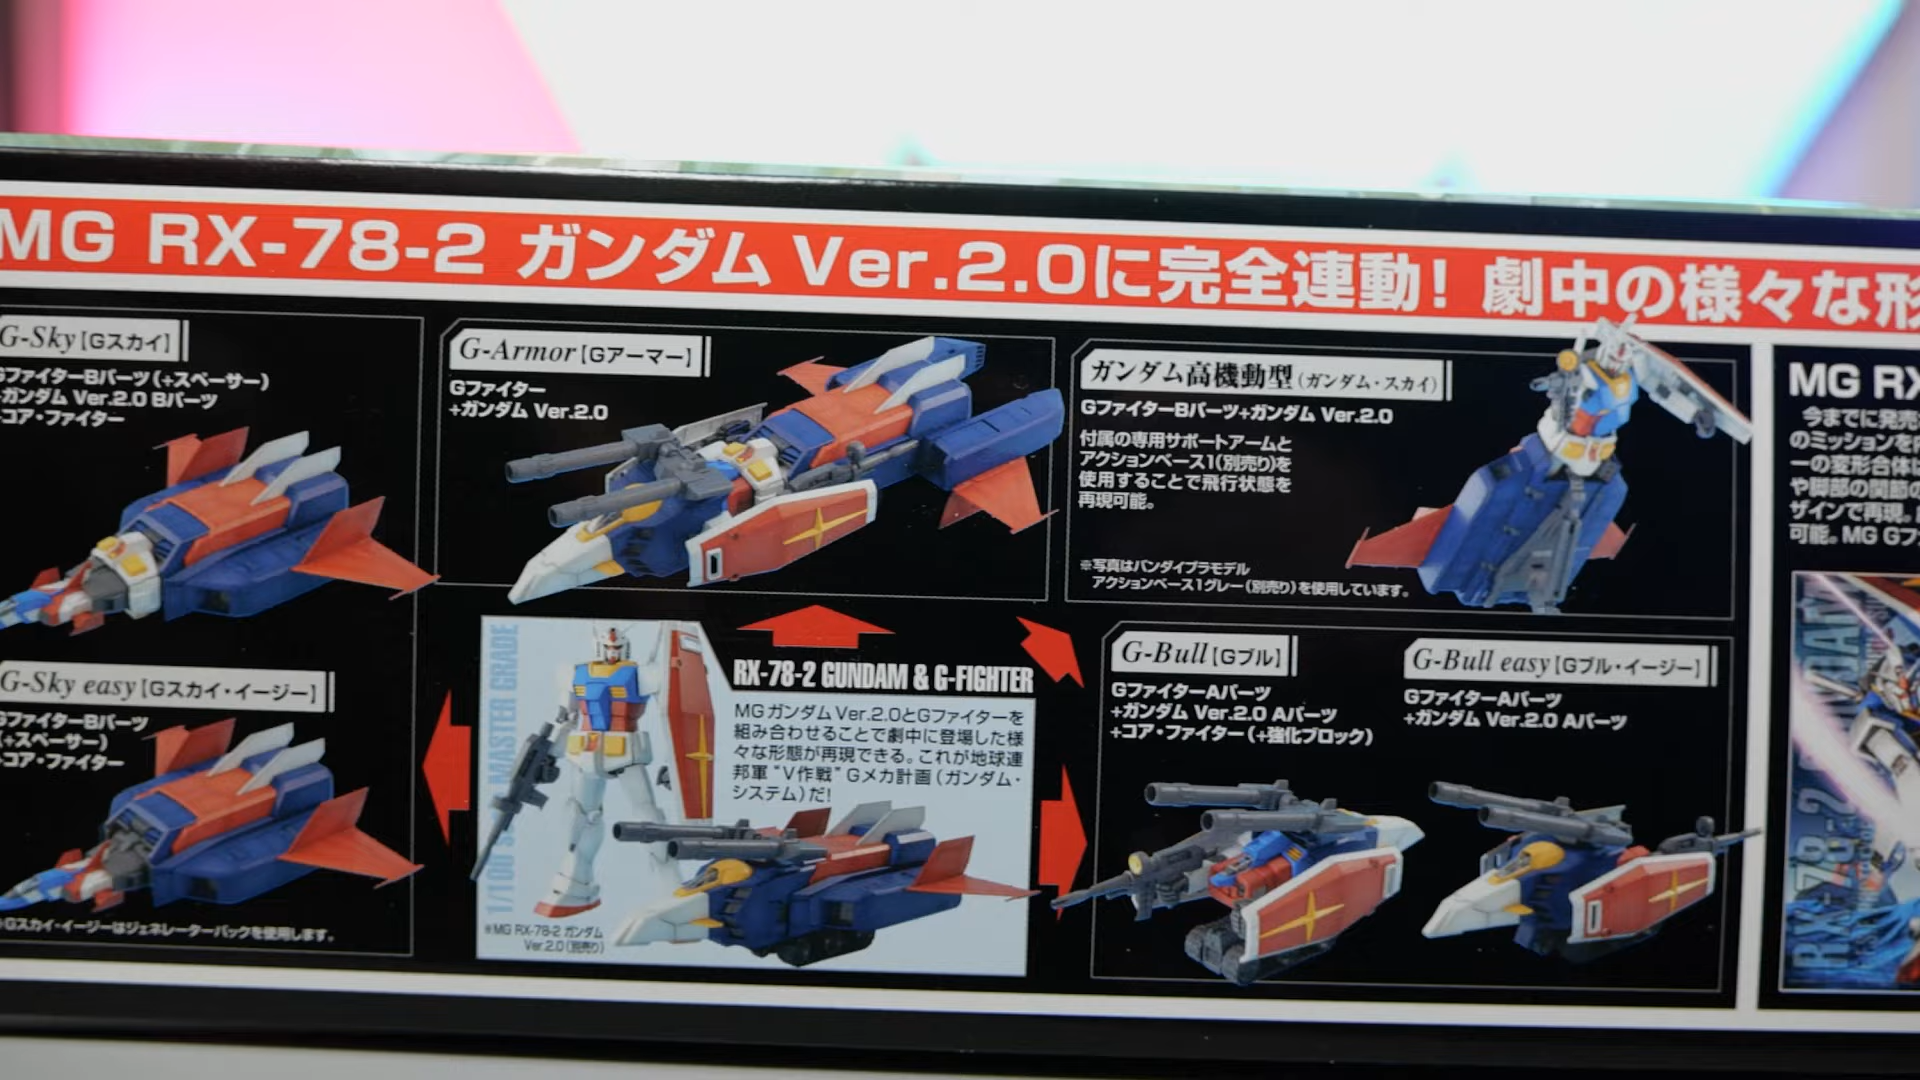 MG RX-78-2 ガンダム Ver.2.0に完全連動! 劇中の様々な形
G-Sky【Gスカイ】
GファイターBパーツ(+スペーサー)
+ガンダム Ver.2.0 Bパーツ
+コア・ファイター
G-Armor【Gアーマー】
Gファイター
+ガンダム Ver.2.0
ガンダム高機動型(ガンダム・スカイ)
GファイターBパーツ+ガンダム Ver.2.0
付属の専用サポートアームと
アクションベース1(別売り)を
使用することで飛行状態を
再現可能。
※写真はバンダイプラモデル
アクションベース1グレー(別売り)を使用しています。
MG RX
今までに発売
のミッションを
ーの変形合体は
や脚部の関節の
ザインで再現。
可能。MG Gフ
G-Sky easy【Gスカイ・イージー】
GファイターBパーツ
(+スペーサー)
+コア・ファイター
※Gスカイ・イージーはジェネレーターパックを使用します。
MASTER GRADE
RX-78-2 GUNDAM & G-FIGHTER
MGガンダムVer.2.0とGファイターを
組み合わせることで劇中に登場した様
々な形態が再現できる。これが地球連
邦軍“V作戦”Gメカ計画(ガンダム・
システム)だ!
※MG RX-78-2 ガンダム
Ver.2.0(別売り)
G-Bull【Gブル】
GファイターAパーツ
+ガンダム Ver.2.0 Aパーツ
+コア・ファイター(+強化ブロック)
G-Bull easy【Gブル・イージー】
GファイターAパーツ
+ガンダム Ver.2.0 Aパーツ
RX-78-2